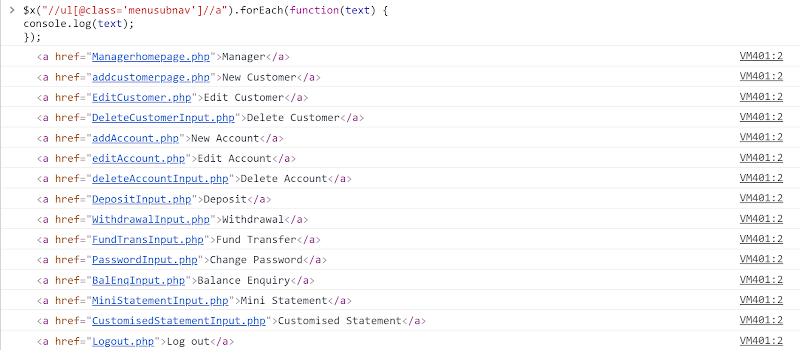 > $x("//ul[@class='menusubnav']//a").forEach(function(text) {
console.log(text);
});
<a href="Managerhomepage.php">Manager</a> VM401:2
<a href="addcustomerpage.php">New Customer</a> VM401:2
<a href="EditCustomer.php">Edit Customer</a> VM401:2
<a href="DeleteCustomerInput.php">Delete Customer</a> VM401:2
<a href="addAccount.php">New Account</a> VM401:2
<a href="editAccount.php">Edit Account</a> VM401:2
<a href="deleteAccountInput.php">Delete Account</a> VM401:2
<a href="DepositInput.php">Deposit</a> VM401:2
<a href="WithdrawalInput.php">Withdrawal</a> VM401:2
<a href="FundTransInput.php">Fund Transfer</a> VM401:2
<a href="PasswordInput.php">Change Password</a> VM401:2
<a href="BalEnqInput.php">Balance Enquiry</a> VM401:2
<a href="MiniStatementInput.php">Mini Statement</a> VM401:2
<a href="CustomisedStatementInput.php">Customised Statement</a> VM401:2
<a href="Logout.php">Log out</a> VM401:2